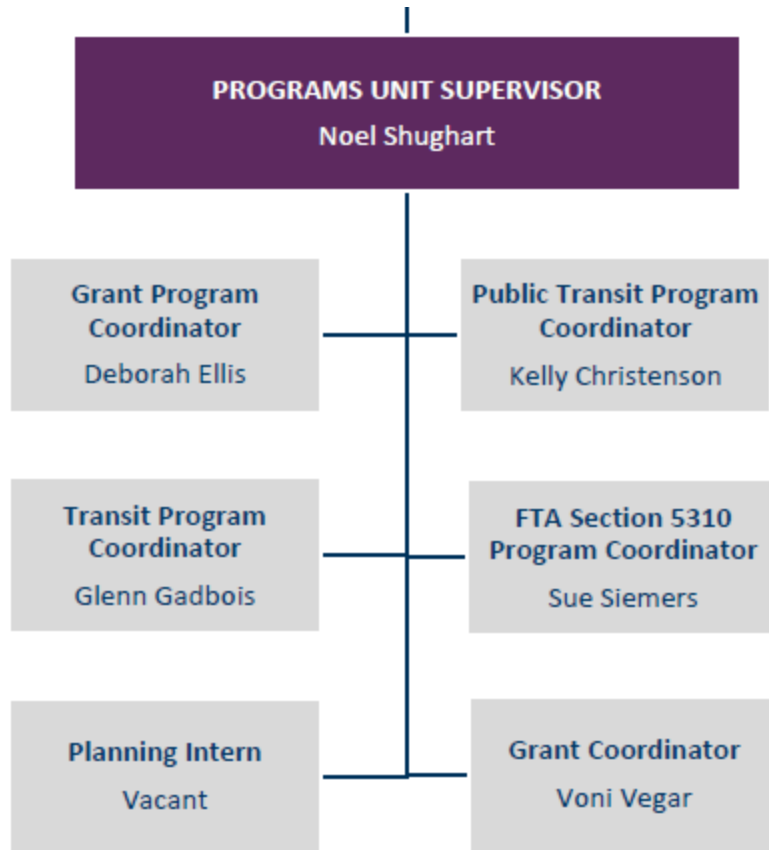 PROGRAMS UNIT SUPERVISOR
Noel Shughart
Grant Program
Coordinator
Deborah Ellis
Public Transit Program
Coordinator
Kelly Christenson
Transit Program
Coordinator
Glenn Gadbois
FTA Section 5310
Program Coordinator
Sue Siemers
Planning Intern
Vacant
Grant Coordinator
Voni Vegar